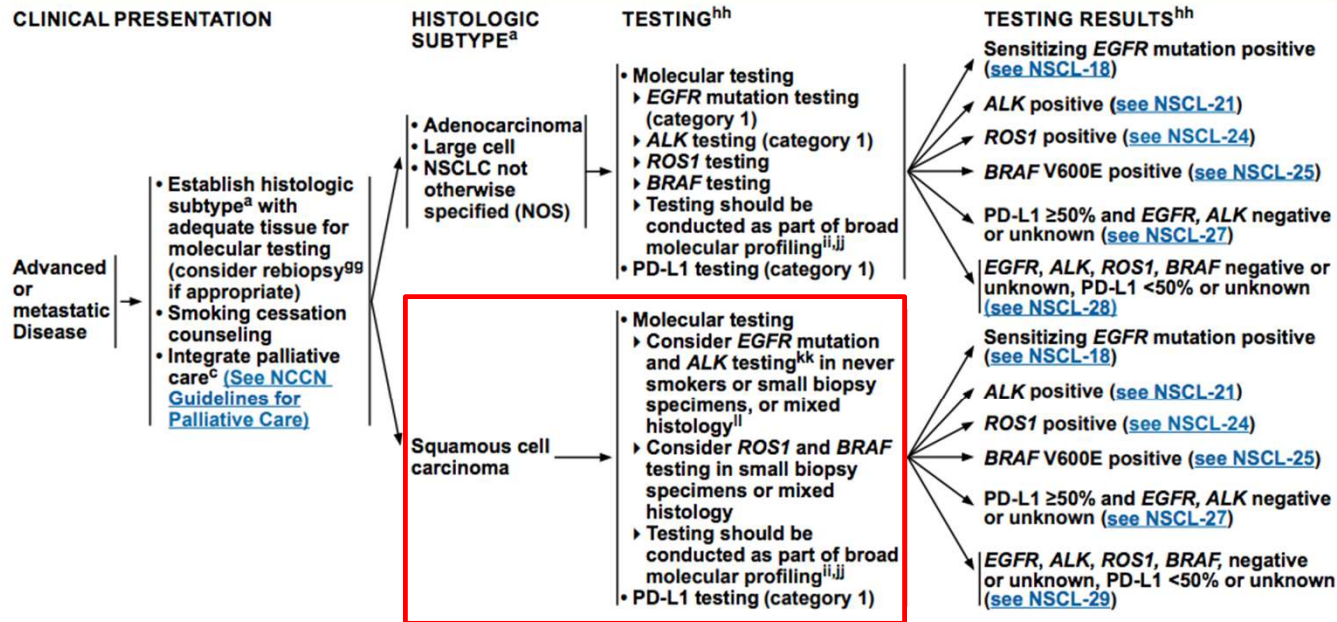 CLINICAL PRESENTATION
HISTOLOGIC
SUBTYPEa
TESTINGhh
TESTING RESULTShh
Advanced
or
metastatic
Disease
• Establish histologic
subtypea with
adequate tissue for
molecular testing
(consider rebiopsygg
if appropriate)
• Smoking cessation
counseling
• Integrate palliative
carec (See NCCN
Guidelines for
Palliative Care)
• Adenocarcinoma
• Large cell
• NSCLC not
otherwise
specified (NOS)
• Molecular testing
EGFR mutation testing
(category 1)
ALK testing (category 1)
ROS1 testing
BRAF testing
Testing should be
conducted as part of broad
molecular profilingii,jj
• PD-L1 testing (category 1)
Sensitizing EGFR mutation positive
(see NSCL-18)
ALK positive (see NSCL-21)
ROS1 positive (see NSCL-24)
BRAF V600E positive (see NSCL-25)
PD-L1 ≥50% and EGFR, ALK negative
or unknown (see NSCL-27)
EGFR, ALK, ROS1, BRAF negative or
unknown, PD-L1 <50% or unknown
(see NSCL-28)
Squamous cell
carcinoma
• Molecular testing
Consider EGFR mutation
and ALK testingkk in never
smokers or small biopsy
specimens, or mixed
histologyll
Consider ROS1 and BRAF
testing in small biopsy
specimens or mixed
histology
Testing should be
conducted as part of broad
molecular profilingii,jj
• PD-L1 testing (category 1)
Sensitizing EGFR mutation positive
(see NSCL-18)
ALK positive (see NSCL-21)
ROS1 positive (see NSCL-24)
BRAF V600E positive (see NSCL-25)
PD-L1 ≥50% and EGFR, ALK negative
or unknown (see NSCL-27)
EGFR, ALK, ROS1, BRAF, negative
or unknown, PD-L1 <50% or unknown
(see NSCL-29)